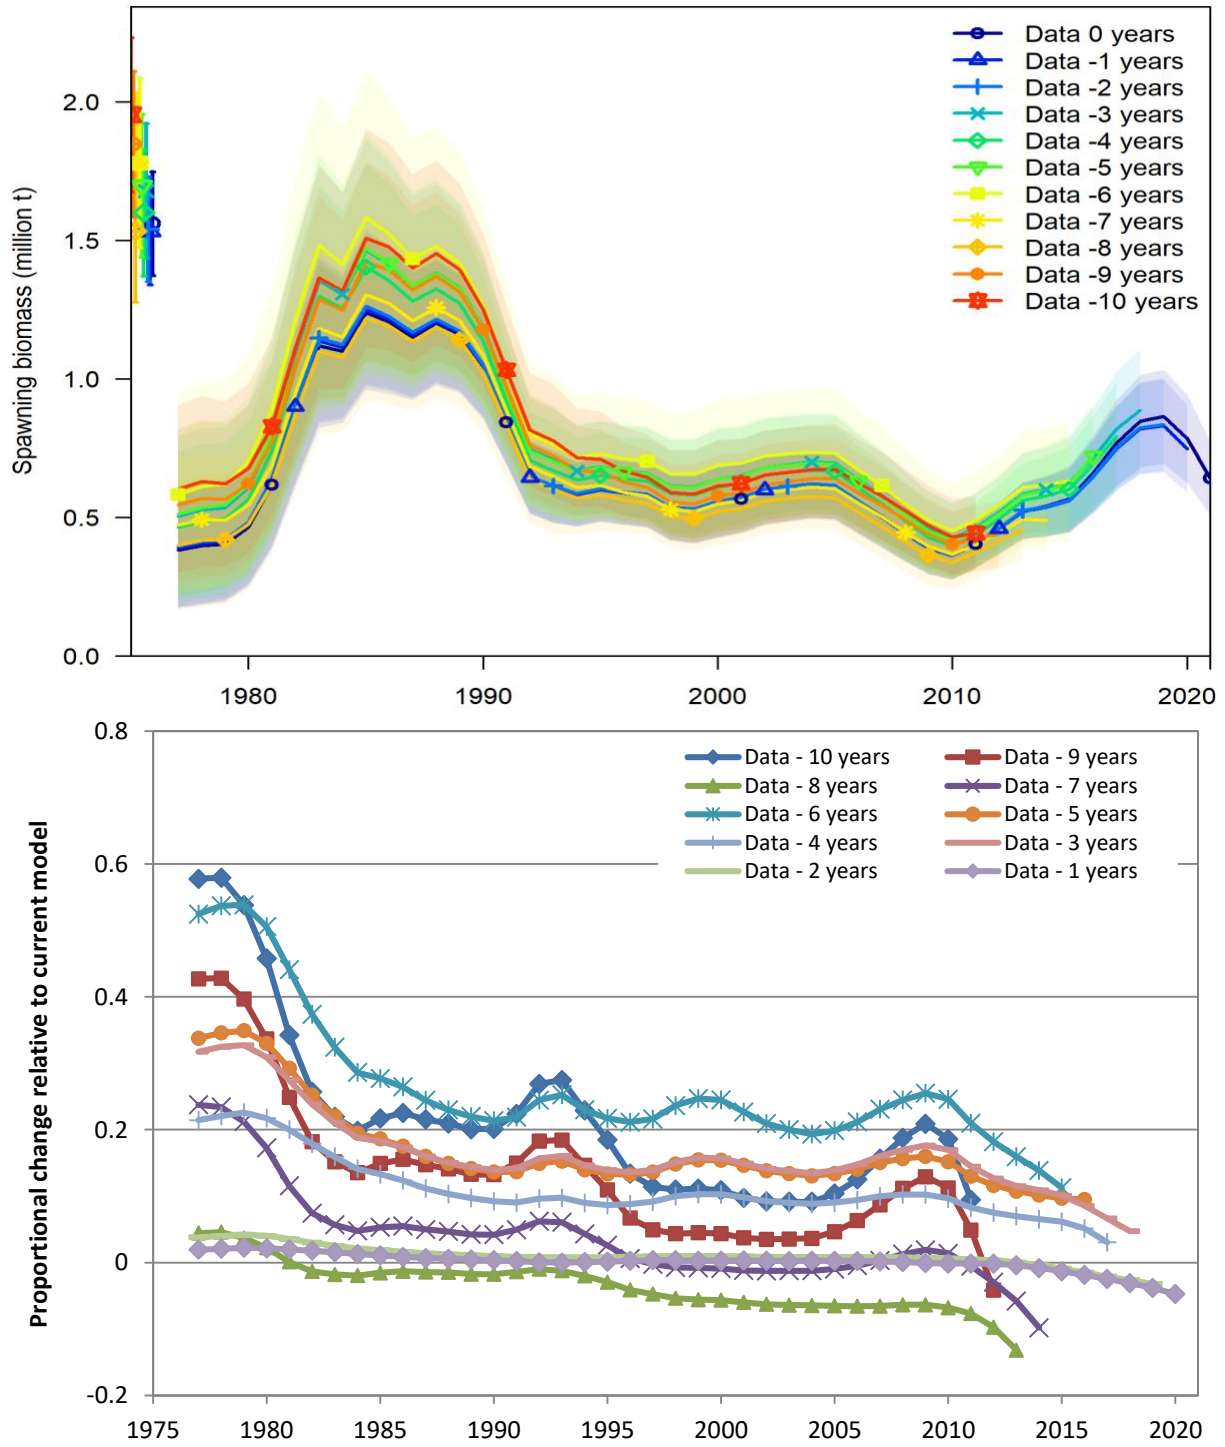 Spawning biomass (million t)
2.0
1.5
1.0
0.5
0.0
Data 0 years
Data -1 years
Data -2 years
Data -3 years
Data -4 years
Data -5 years
Data -6 years
Data -7 years
Data -8 years
Data -9 years
Data -10 years
1980 1990 2000 2010 2020
Proportional change relative to current model
0.8
0.6
0.4
0.2
0
-0.2
Data - 10 years Data - 9 years
Data - 8 years Data - 7 years
Data - 6 years Data - 5 years
Data - 4 years Data - 3 years
Data - 2 years Data - 1 years
1975 1980 1985 1990 1995 2000 2005 2010 2015 2020